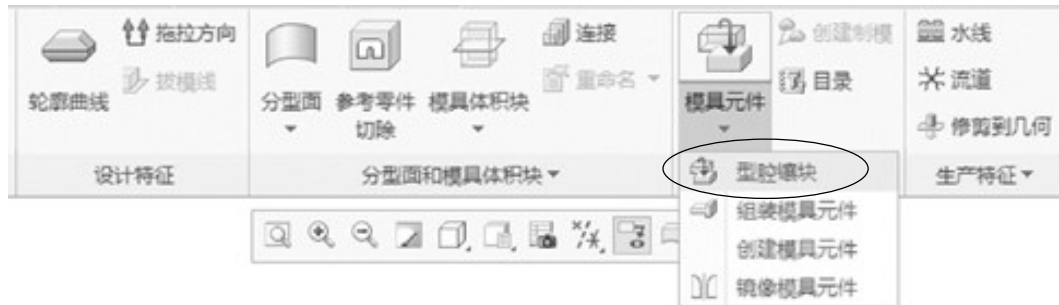 轮廓曲线
拖拉方向
拔模线
设计特征
分型面
参考零件
切除
模具体积块
连接
重命名
分型面和模具体积块
模具元件
创建制模
目录
型腔镶块
组装模具元件
创建模具元件
镜像模具元件
水线
流道
修剪到几何
生产特征